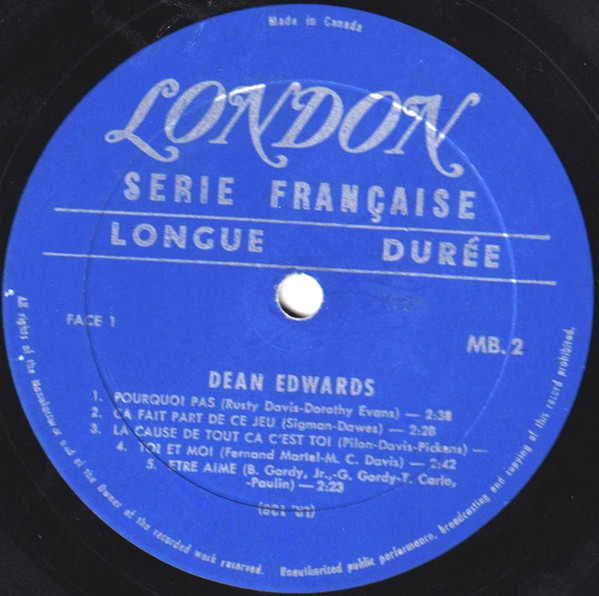 Made in Canada
LONDON
SERIE FRANÇAISE
LONGUE DURÉE
FACE 1
MB. 2
DEAN EDWARDS
1. POURQUOI PAS (Rusty Davis-Dorothy Evans) — 2:38
2. CA FAIT PART DE CE JEU (Sigman-Dawes) — 2:28
3. LA CAUSE DE TOUT CA C'EST TOI (Pilon-Davis-Pickens) —
4. TOI ET MOI (Fernand Martel-M. C. Davis) — 2:42
5. ETRE AIME (B. Gordy, Jr.,-G. Gordy-T. Carlo,
-Paulin) — 2:23
All rights of the Manufacturer and of the Owner of the recorded work reserved. Unauthorized public performance, broadcasting and copying of this record prohibited.